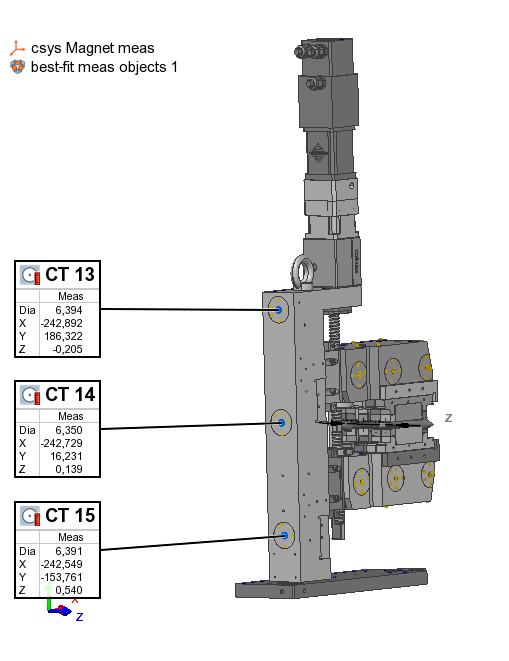 csys Magnet meas
best-fit meas objects 1
CT 13
Meas
Dia 6,394
X -242,892
Y 186,322
Z -0,205
CT 14
Meas
Dia 6,350
X -242,729
Y 16,231
Z 0,139
Z
CT 15
Meas
Dia 6,391
X -242,549
Y -153,761
Z 0,540
X
Z